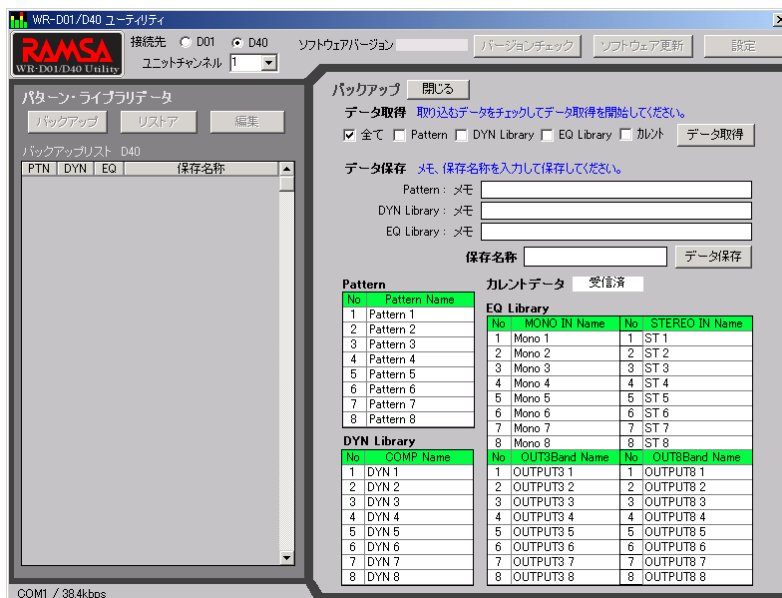 WR-D01/D40 ユーティリティ
RAMSA
WR-D01/D40 Utility
接続先 D01 D40 ソフトウェアバージョン バージョンチェック ソフトウェア更新 設定
ユニットチャンネル 1
パターン・ライブラリデータ
バックアップ リストア 編集
バックアップリスト D40
PTN DYN EQ 保存名称
バックアップ 閉じる
データ取得 取り込むデータをチェックしてデータ取得を開始してください。
全て Pattern DYN Library EQ Library カレント データ取得
データ保存 メモ、保存名称を入力して保存してください。
Pattern : メモ
DYN Library : メモ
EQ Library : メモ
保存名称 データ保存
Pattern
No Pattern Name
1 Pattern 1
2 Pattern 2
3 Pattern 3
4 Pattern 4
5 Pattern 5
6 Pattern 6
7 Pattern 7
8 Pattern 8
DYN Library
No COMP Name
1 DYN 1
2 DYN 2
3 DYN 3
4 DYN 4
5 DYN 5
6 DYN 6
7 DYN 7
8 DYN 8
カレントデータ 受信済
EQ Library
No MONO IN Name No STEREO IN Name
1 Mono 1 1 ST 1
2 Mono 2 2 ST 2
3 Mono 3 3 ST 3
4 Mono 4 4 ST 4
5 Mono 5 5 ST 5
6 Mono 6 6 ST 6
7 Mono 7 7 ST 7
8 Mono 8 8 ST 8
No OUT3Band Name No OUT8Band Name
1 OUTPUT3 1 1 OUTPUT8 1
2 OUTPUT3 2 2 OUTPUT8 2
3 OUTPUT3 3 3 OUTPUT8 3
4 OUTPUT3 4 4 OUTPUT8 4
5 OUTPUT3 5 5 OUTPUT8 5
6 OUTPUT3 6 6 OUTPUT8 6
7 OUTPUT3 7 7 OUTPUT8 7
8 OUTPUT3 8 8 OUTPUT8 8
COM1 / 38.4kbps